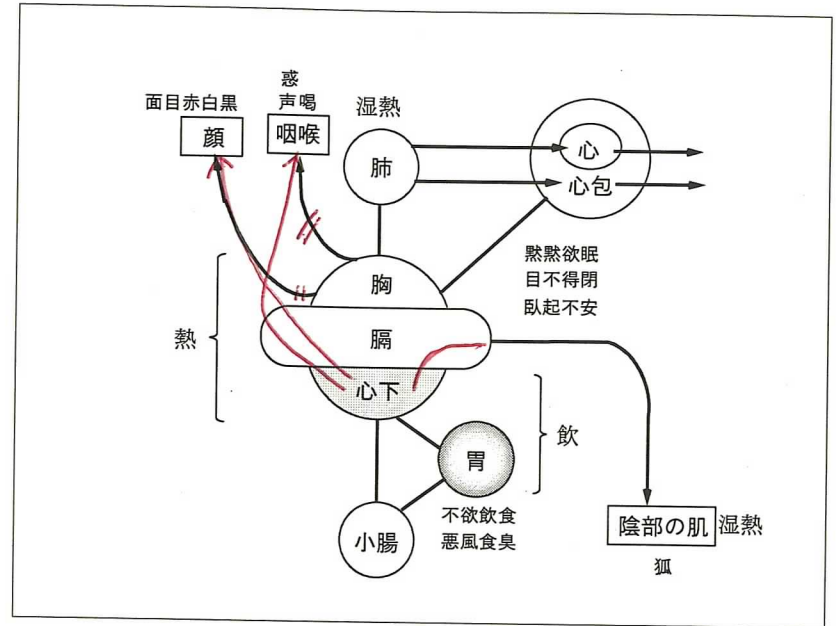 惑
面目赤白黒
声喝
湿熱
顔
咽喉
肺
心
心包
胸
黙黙欲眠
目不得閉
臥起不安
熱
膈
心下
飲
胃
不欲飲食
悪風食臭
小腸
陰部の肌
湿熱
狐